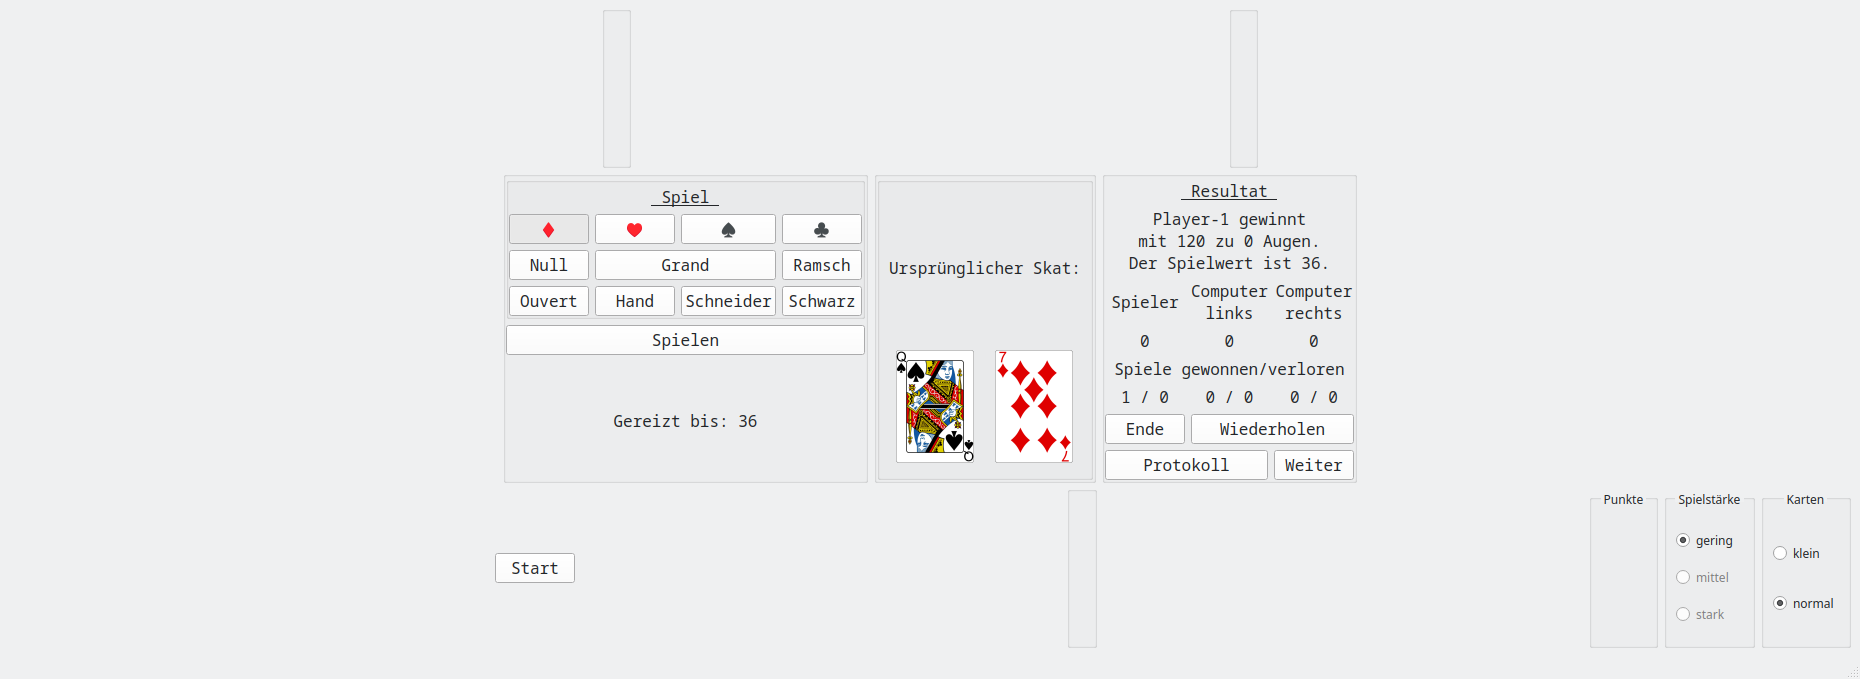 Spiel
Null Grand Ramsch
Ouvert Hand Schneider Schwarz
Spielen
Gereizt bis: 36
Ursprünglicher Skat:
Q
Q
7
7
Resultat
Player-1 gewinnt
mit 120 zu 0 Augen.
Der Spielwert ist 36.
Spieler Computer links Computer rechts
0 0 0
Spiele gewonnen/verloren
1 / 0 0 / 0 0 / 0
Ende Wiederholen
Protokoll Weiter
Start
Punkte
Spielstärke
gering
mittel
stark
Karten
klein
normal